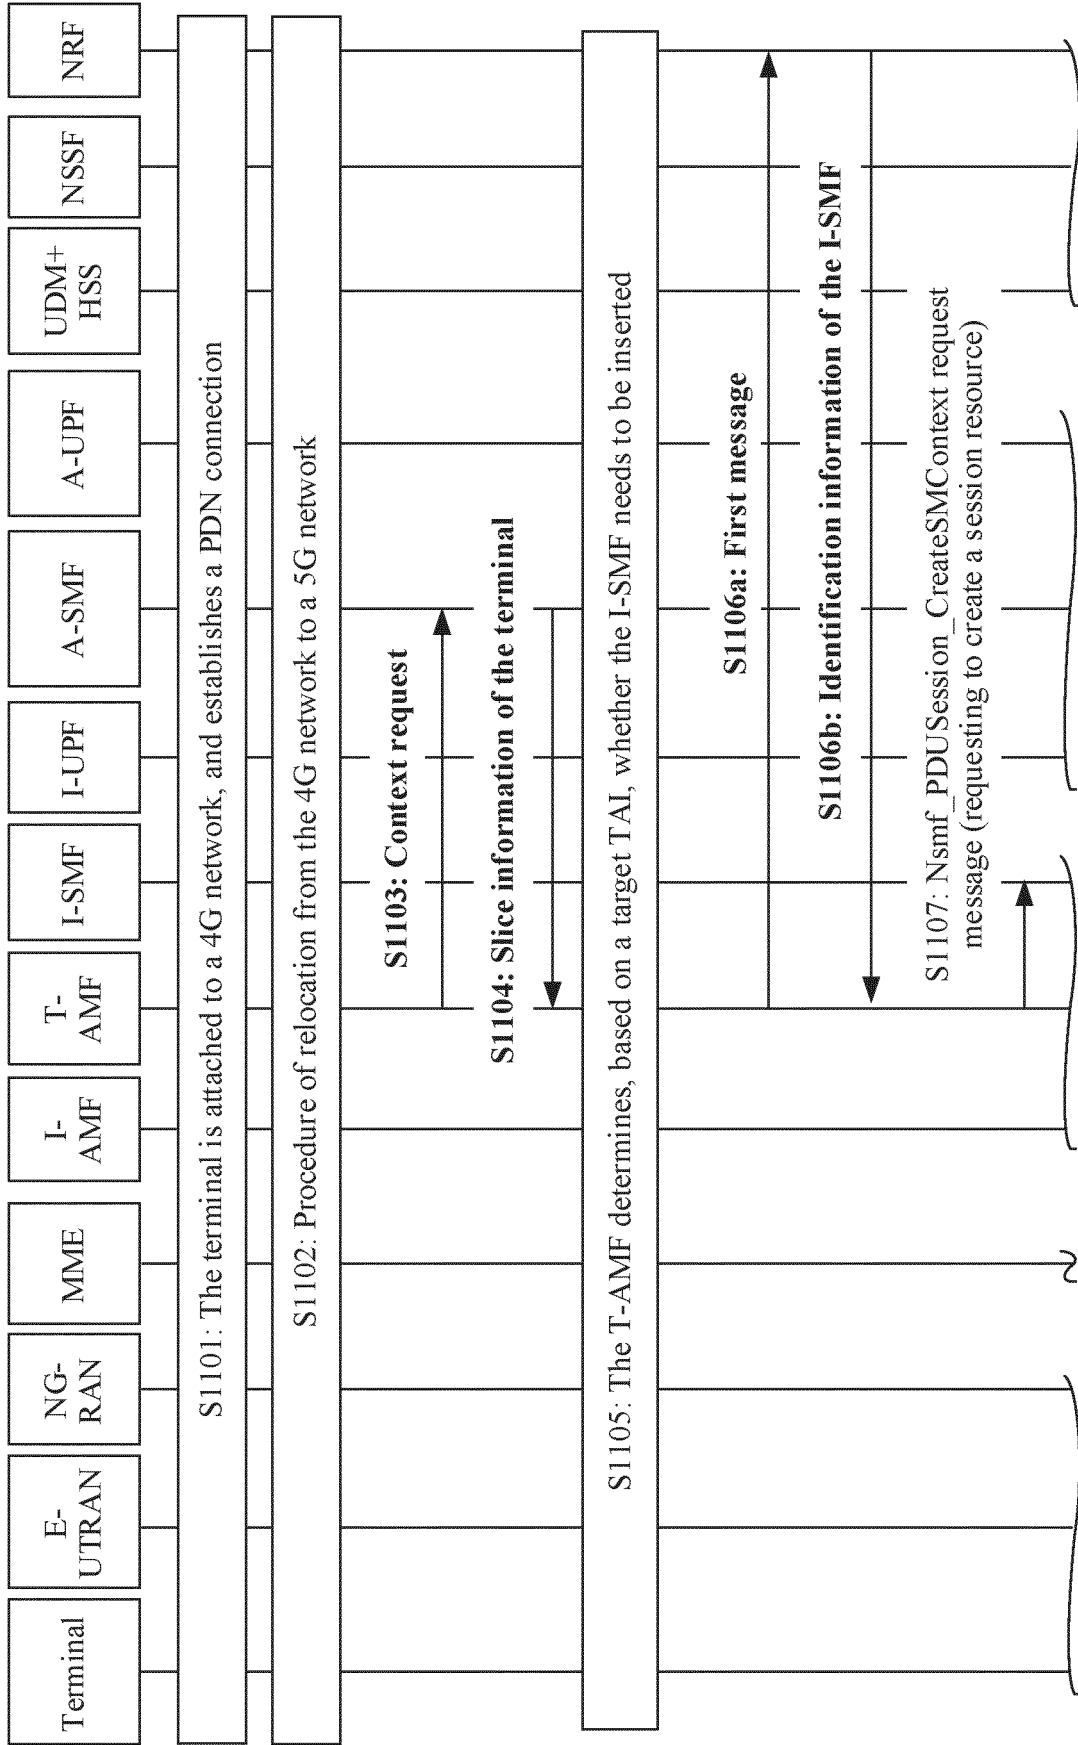 Terminal
E-
UTRAN
NG-
RAN
MME
I-
AMF
T-
AMF
I-SMF
I-UPF
A-SMF
A-UPF
UDM+
HSS
NSSF
NRF
S1101: The terminal is attached to a 4G network, and establishes a PDN connection
S1102: Procedure of relocation from the 4G network to a 5G network
S1103: Context request
S1104: Slice information of the terminal
S1105: The T-AMF determines, based on a target TAI, whether the I-SMF needs to be inserted
S1106a: First message
S1106b: Identification information of the I-SMF
S1107: Nsmf_PDUSession_CreateSMContext request
message (requesting to create a session resource)